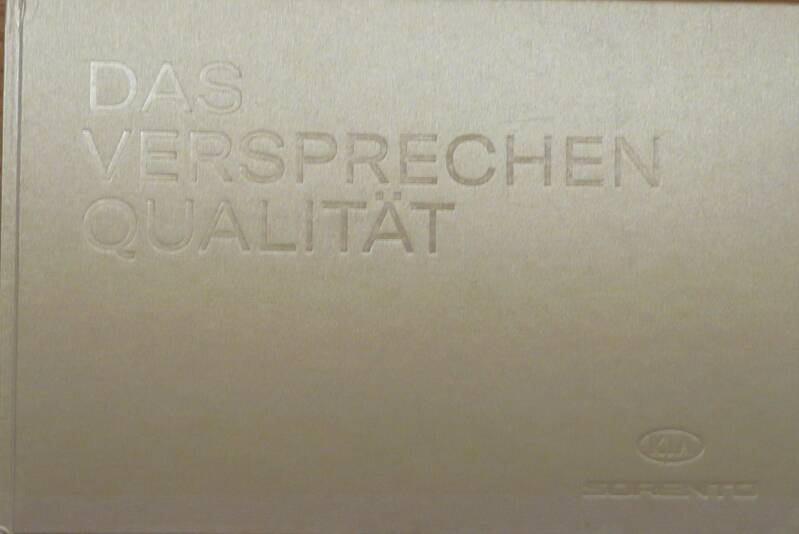 DAS
VERSPRECHEN
QUALITÄT
KIA
SORENTO